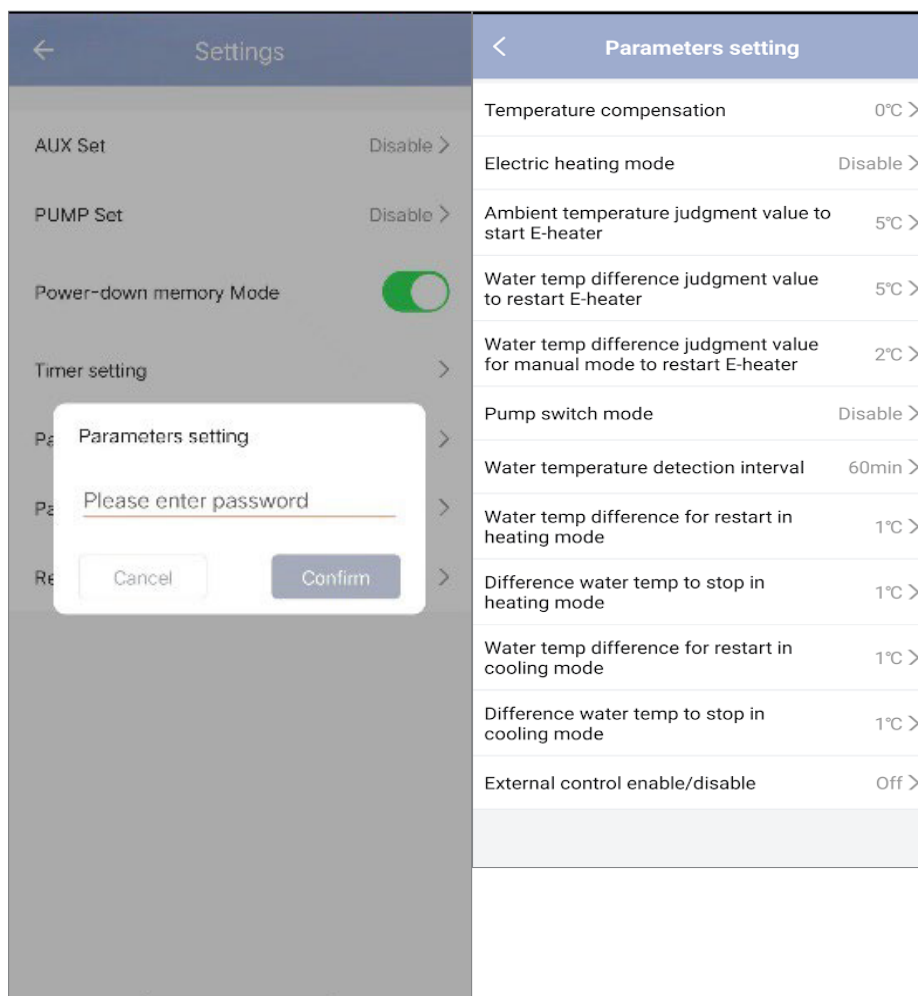 Settings
AUX Set Disable
PUMP Set Disable
Power-down memory Mode
Timer setting
Pa
Pa
Re
Parameters setting
Please enter password
Cancel Confirm
Parameters setting
Temperature compensation 0℃
Electric heating mode Disable
Ambient temperature judgment value to
start E-heater 5℃
Water temp difference judgment value
to restart E-heater 5℃
Water temp difference judgment value
for manual mode to restart E-heater 2℃
Pump switch mode Disable
Water temperature detection interval 60min
Water temp difference for restart in
heating mode 1℃
Difference water temp to stop in
heating mode 1℃
Water temp difference for restart in
cooling mode 1℃
Difference water temp to stop in
cooling mode 1℃
External control enable/disable Off